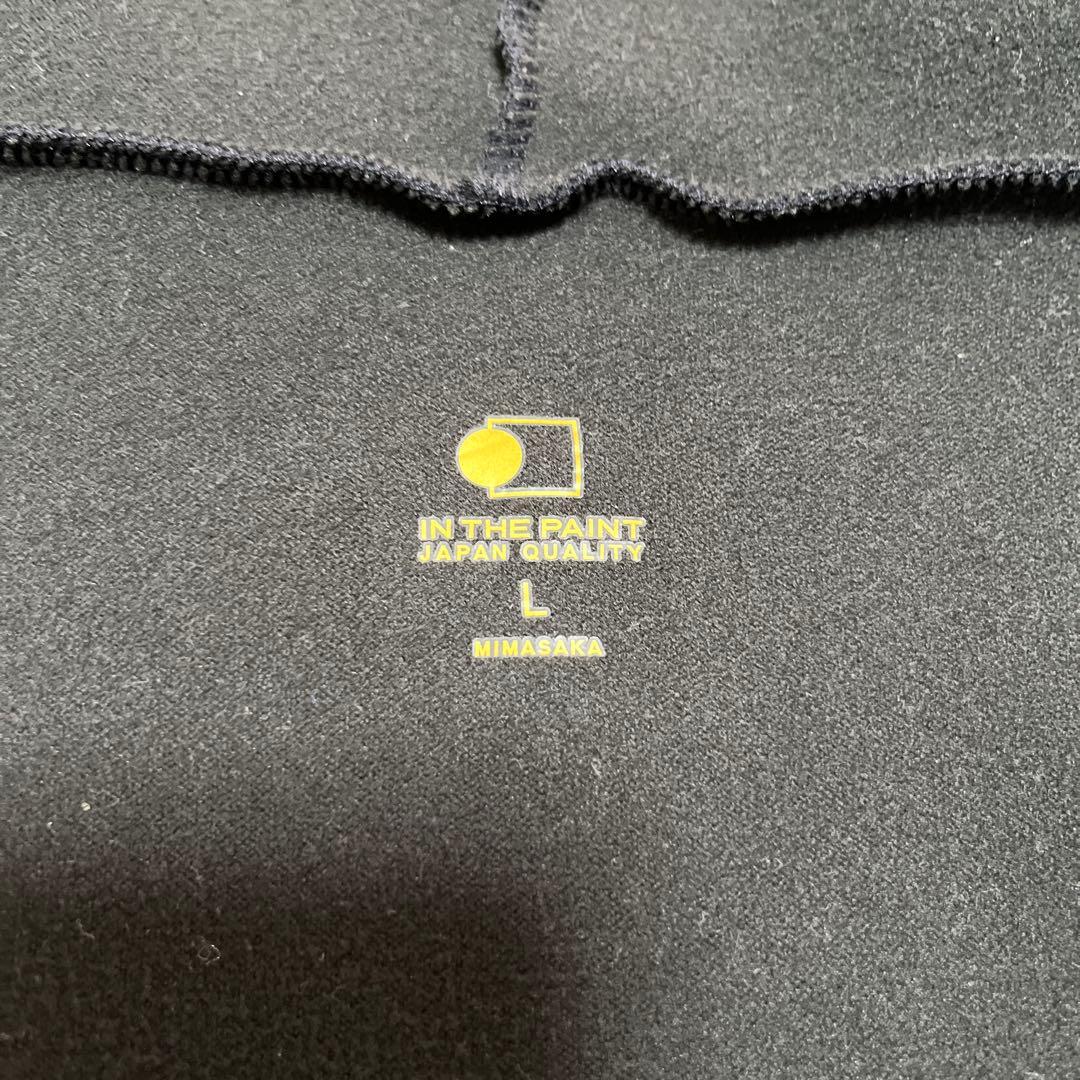 IN THE PAINT
JAPAN QUALITY
L
MIMASAKA